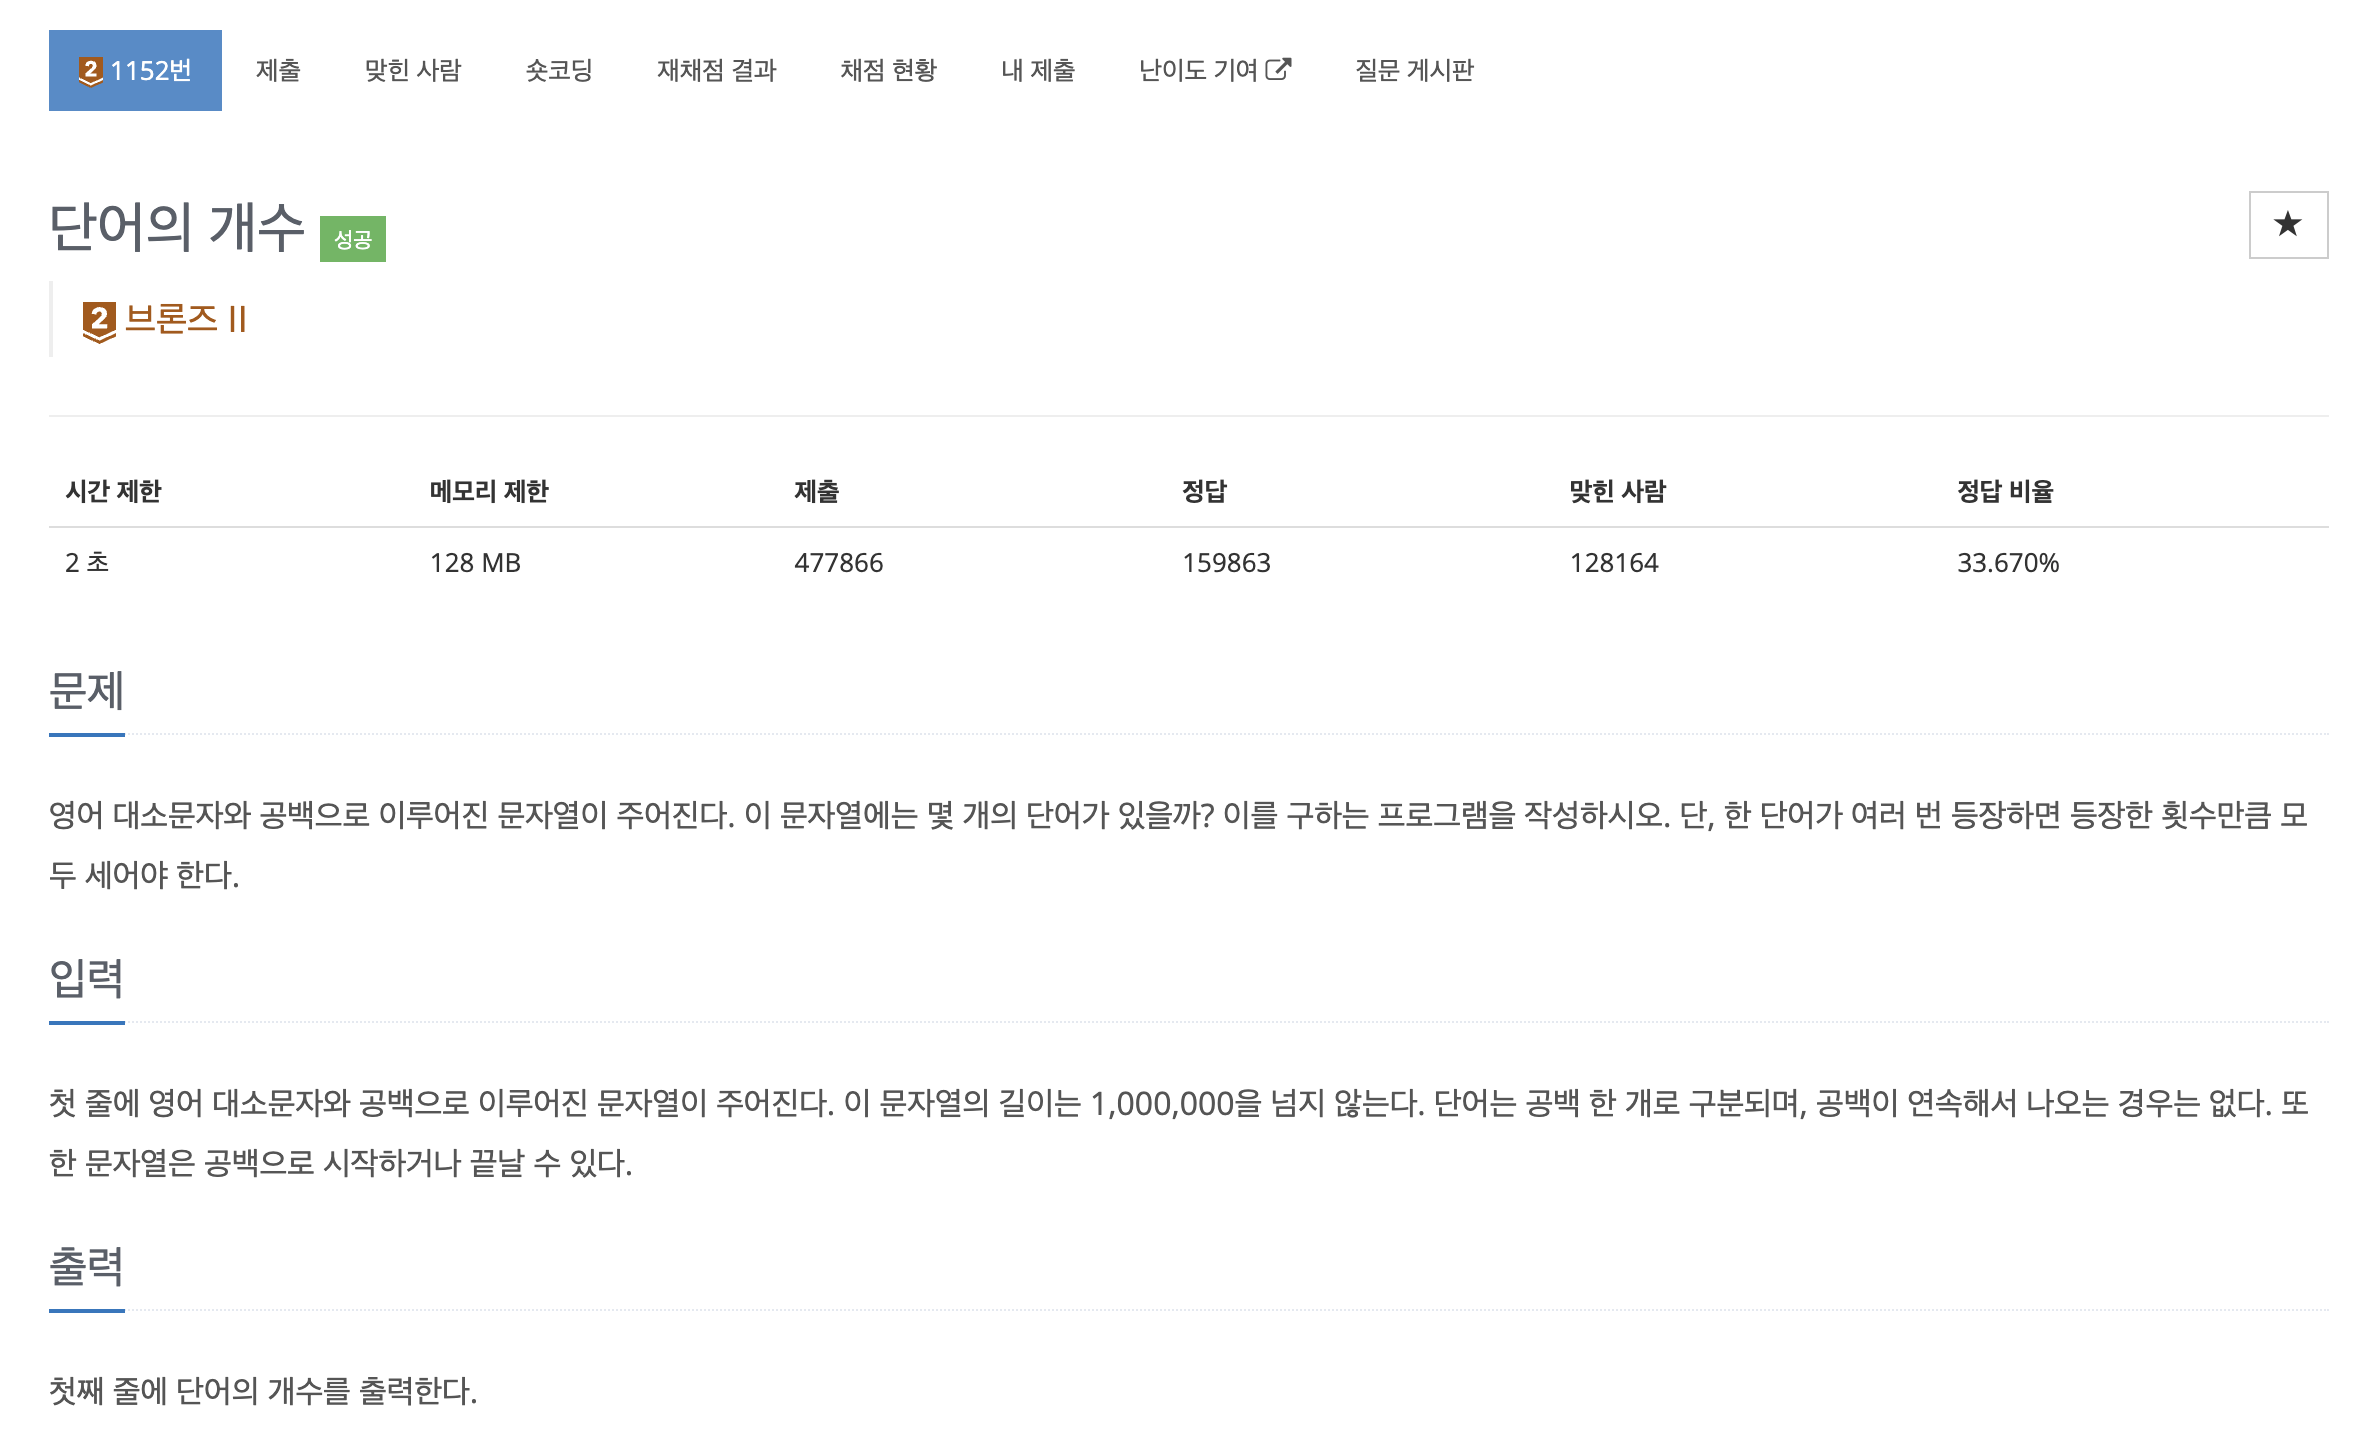 2 1152번 제출 맞힌 사람 숏코딩 재채점 결과 채점 현황 내 제출 난이도 기여 질문 게시판
단어의 개수 성공
2 브론즈 II
시간 제한 메모리 제한 제출 정답 맞힌 사람 정답 비율
2 초 128 MB 477866 159863 128164 33.670%
문제
영어 대소문자와 공백으로 이루어진 문자열이 주어진다. 이 문자열에는 몇 개의 단어가 있을까? 이를 구하는 프로그램을 작성하시오. 단, 한 단어가 여러 번 등장하면 등장한 횟수만큼 모
두 세어야 한다.
입력
첫 줄에 영어 대소문자와 공백으로 이루어진 문자열이 주어진다. 이 문자열의 길이는 1,000,000을 넘지 않는다. 단어는 공백 한 개로 구분되며, 공백이 연속해서 나오는 경우는 없다. 또
한 문자열은 공백으로 시작하거나 끝날 수 있다.
출력
첫째 줄에 단어의 개수를 출력한다.